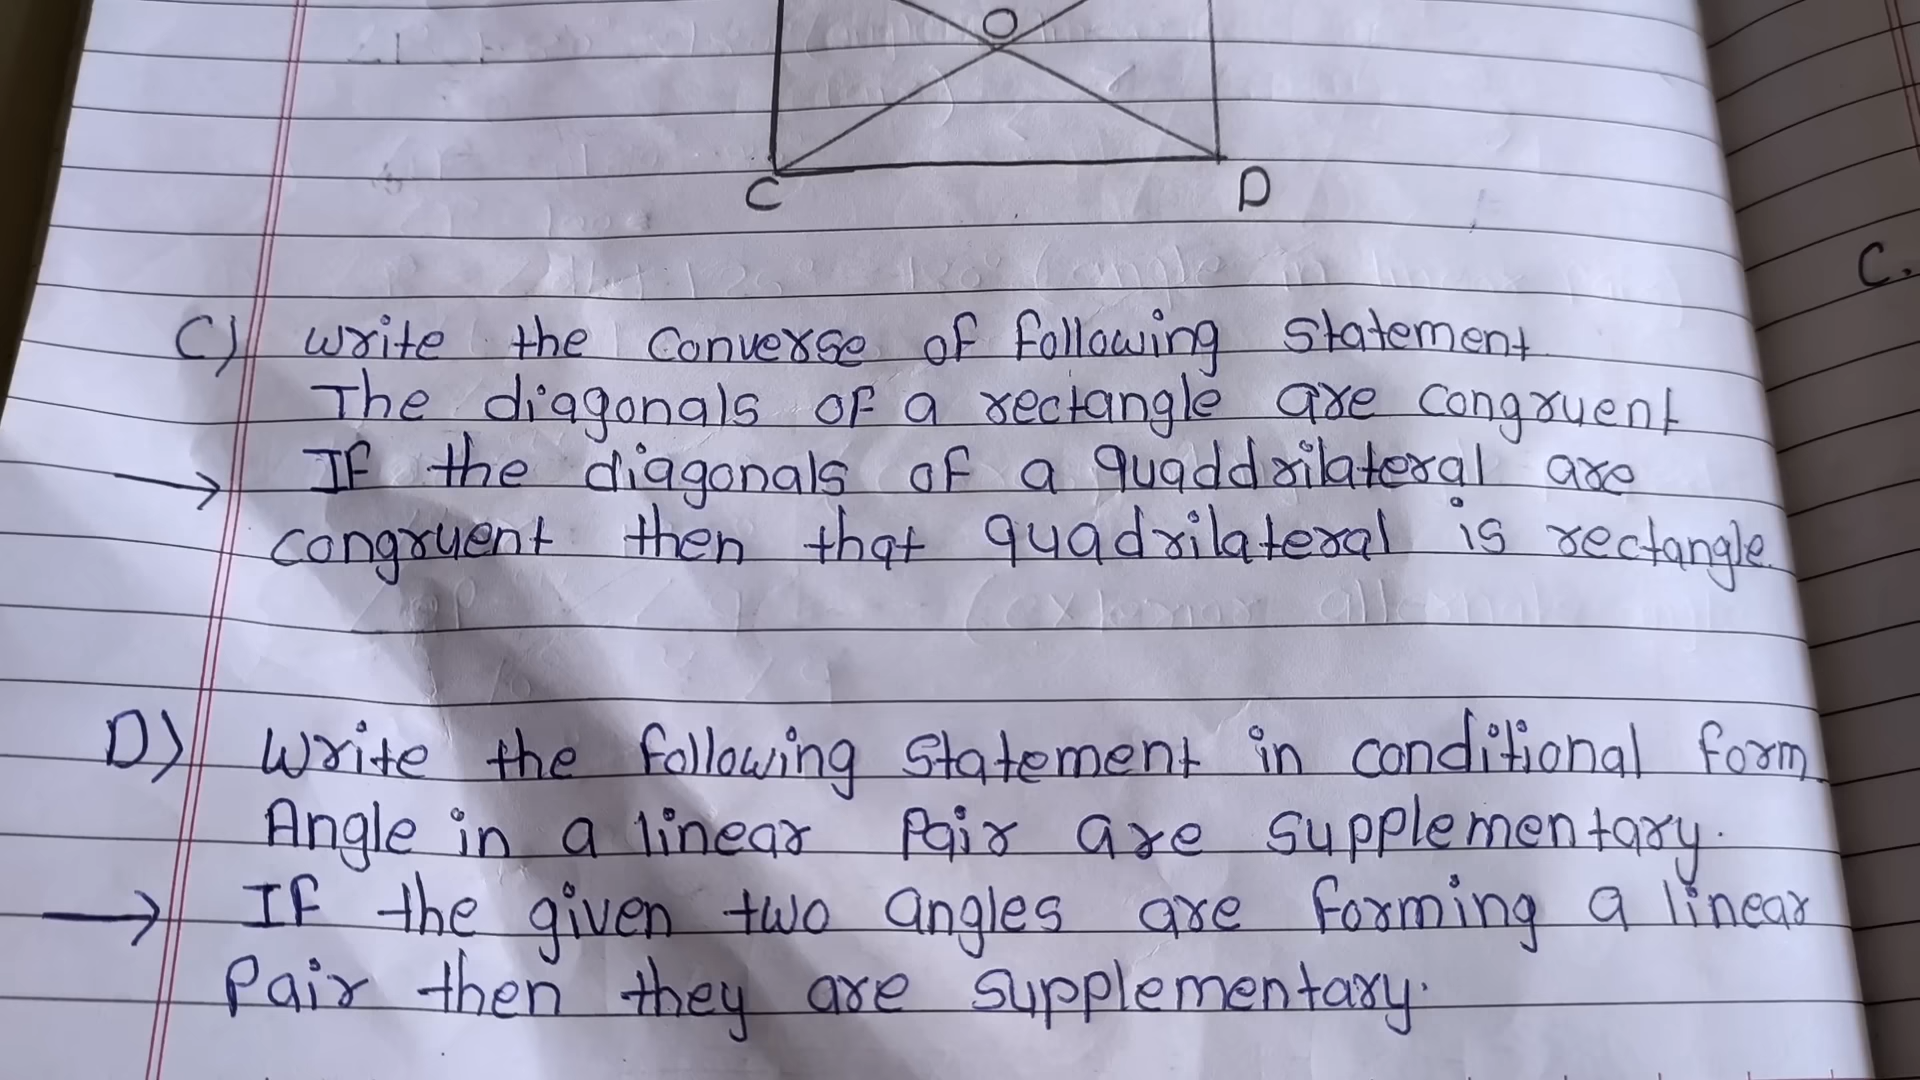 O
C D
C.
C) Write the converse of following statement
The diagonals of a rectangle are congruent
If the diagonals of a quaddrilateral are
congruent then that quadrilateral is rectangle.
D) Write the following statement in conditional form.
Angle in a linear Pair are supplementary.
If the given two angles are forming a linear
Pair then they are supplementary.